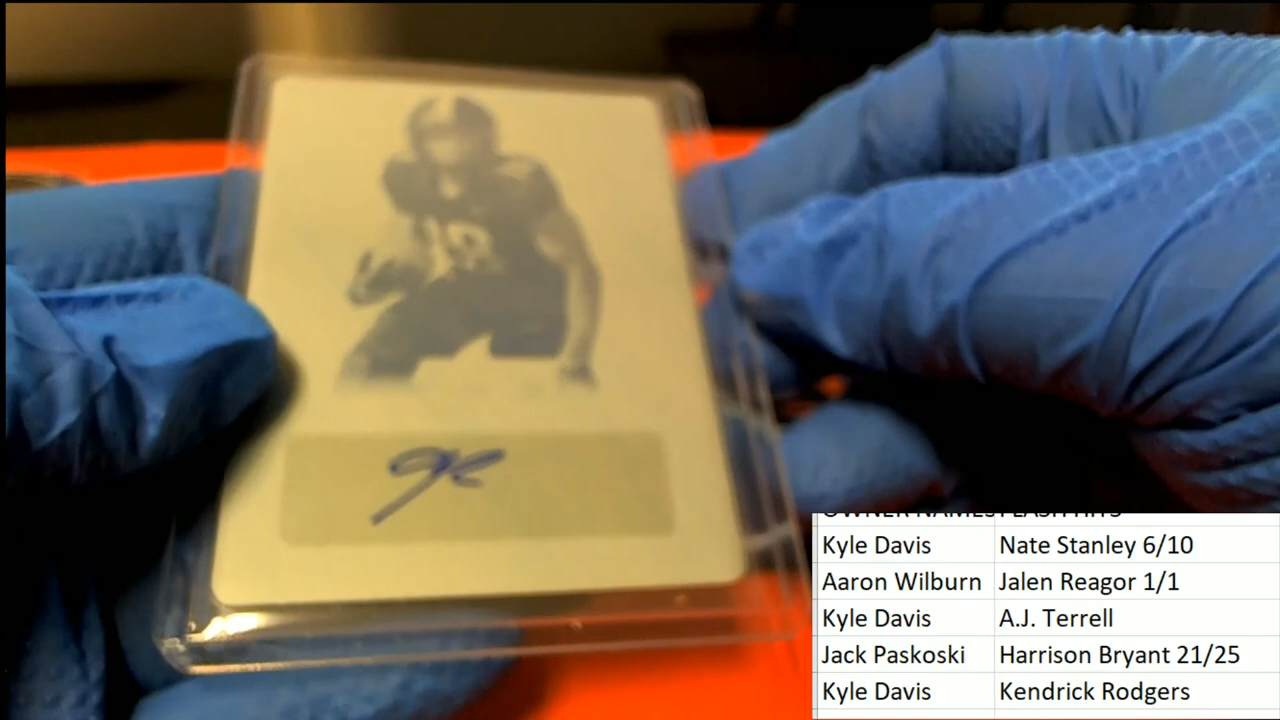 18
Kyle Davis Nate Stanley 6/10
Aaron Wilburn Jalen Reagor 1/1
Kyle Davis A.J. Terrell
Jack Paskoski Harrison Bryant 21/25
Kyle Davis Kendrick Rodgers